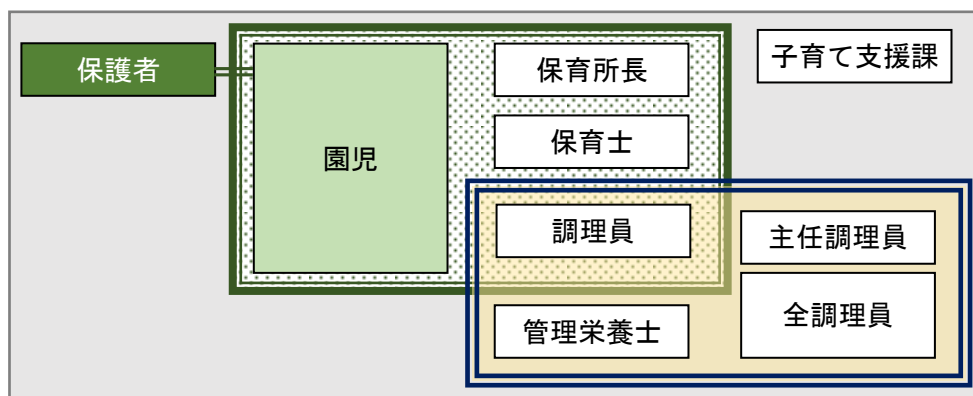 保護者
園児
保育所長
子育て支援課
保育士
調理員
主任調理員
管理栄養士
全調理員